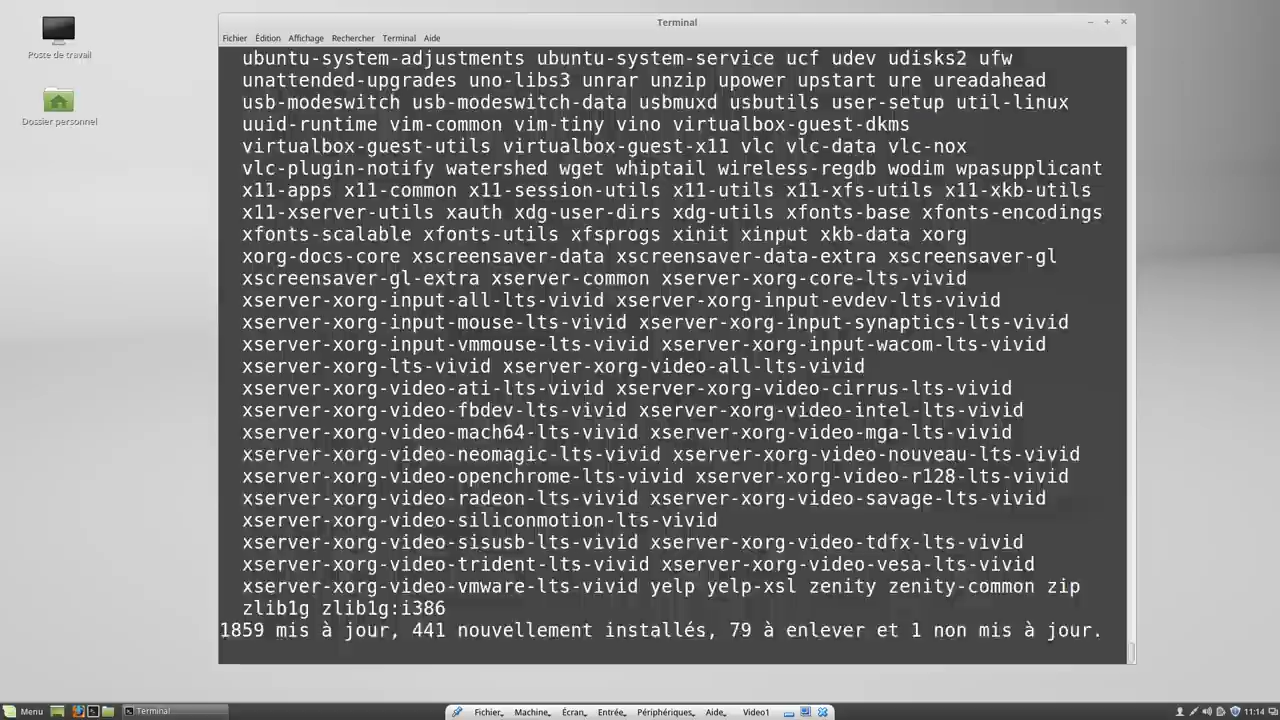 Terminal
Fichier Édition Affichage Rechercher Terminal Aide
Poste de travail
Dossier personnel
ubuntu-system-adjustments ubuntu-system-service ucf udev udisks2 ufw
unattended-upgrades uno-libs3 unrar unzip upower upstart ure ureadahead
usb-modeswitch usb-modeswitch-data usbmuxd usbutils user-setup util-linux
uuid-runtime vim-common vim-tiny vino virtualbox-guest-dkms
virtualbox-guest-utils virtualbox-guest-x11 vlc vlc-data vlc-nox
vlc-plugin-notify watershed wget whiptail wireless-regdb wodim wpasupplicant
x11-apps x11-common x11-session-utils x11-utils x11-xfs-utils x11-xkb-utils
x11-xserver-utils xauth xdg-user-dirs xdg-utils xfonts-base xfonts-encodings
xfonts-scalable xfonts-utils xfsprogs xinit xinput xkb-data xorg
xorg-docs-core xscreensaver-data xscreensaver-data-extra xscreensaver-gl
xscreensaver-gl-extra xserver-common xserver-xorg-core-lts-vivid
xserver-xorg-input-all-lts-vivid xserver-xorg-input-evdev-lts-vivid
xserver-xorg-input-mouse-lts-vivid xserver-xorg-input-synaptics-lts-vivid
xserver-xorg-input-vmmouse-lts-vivid xserver-xorg-input-wacom-lts-vivid
xserver-xorg-lts-vivid xserver-xorg-video-all-lts-vivid
xserver-xorg-video-ati-lts-vivid xserver-xorg-video-cirrus-lts-vivid
xserver-xorg-video-fbdev-lts-vivid xserver-xorg-video-intel-lts-vivid
xserver-xorg-video-mach64-lts-vivid xserver-xorg-video-mga-lts-vivid
xserver-xorg-video-neomagic-lts-vivid xserver-xorg-video-nouveau-lts-vivid
xserver-xorg-video-openchrome-lts-vivid xserver-xorg-video-r128-lts-vivid
xserver-xorg-video-radeon-lts-vivid xserver-xorg-video-savage-lts-vivid
xserver-xorg-video-siliconmotion-lts-vivid
xserver-xorg-video-sisusb-lts-vivid xserver-xorg-video-tdfx-lts-vivid
xserver-xorg-video-trident-lts-vivid xserver-xorg-video-vesa-lts-vivid
xserver-xorg-video-vmware-lts-vivid yelp yelp-xsl zenity zenity-common zip
zlib1g zlib1g:i386
1859 mis à jour, 441 nouvellement installés, 79 à enlever et 1 non mis à jour.
Menu Terminal Fichier Machine Écran Entrée Périphériques Aide Video1 11:14